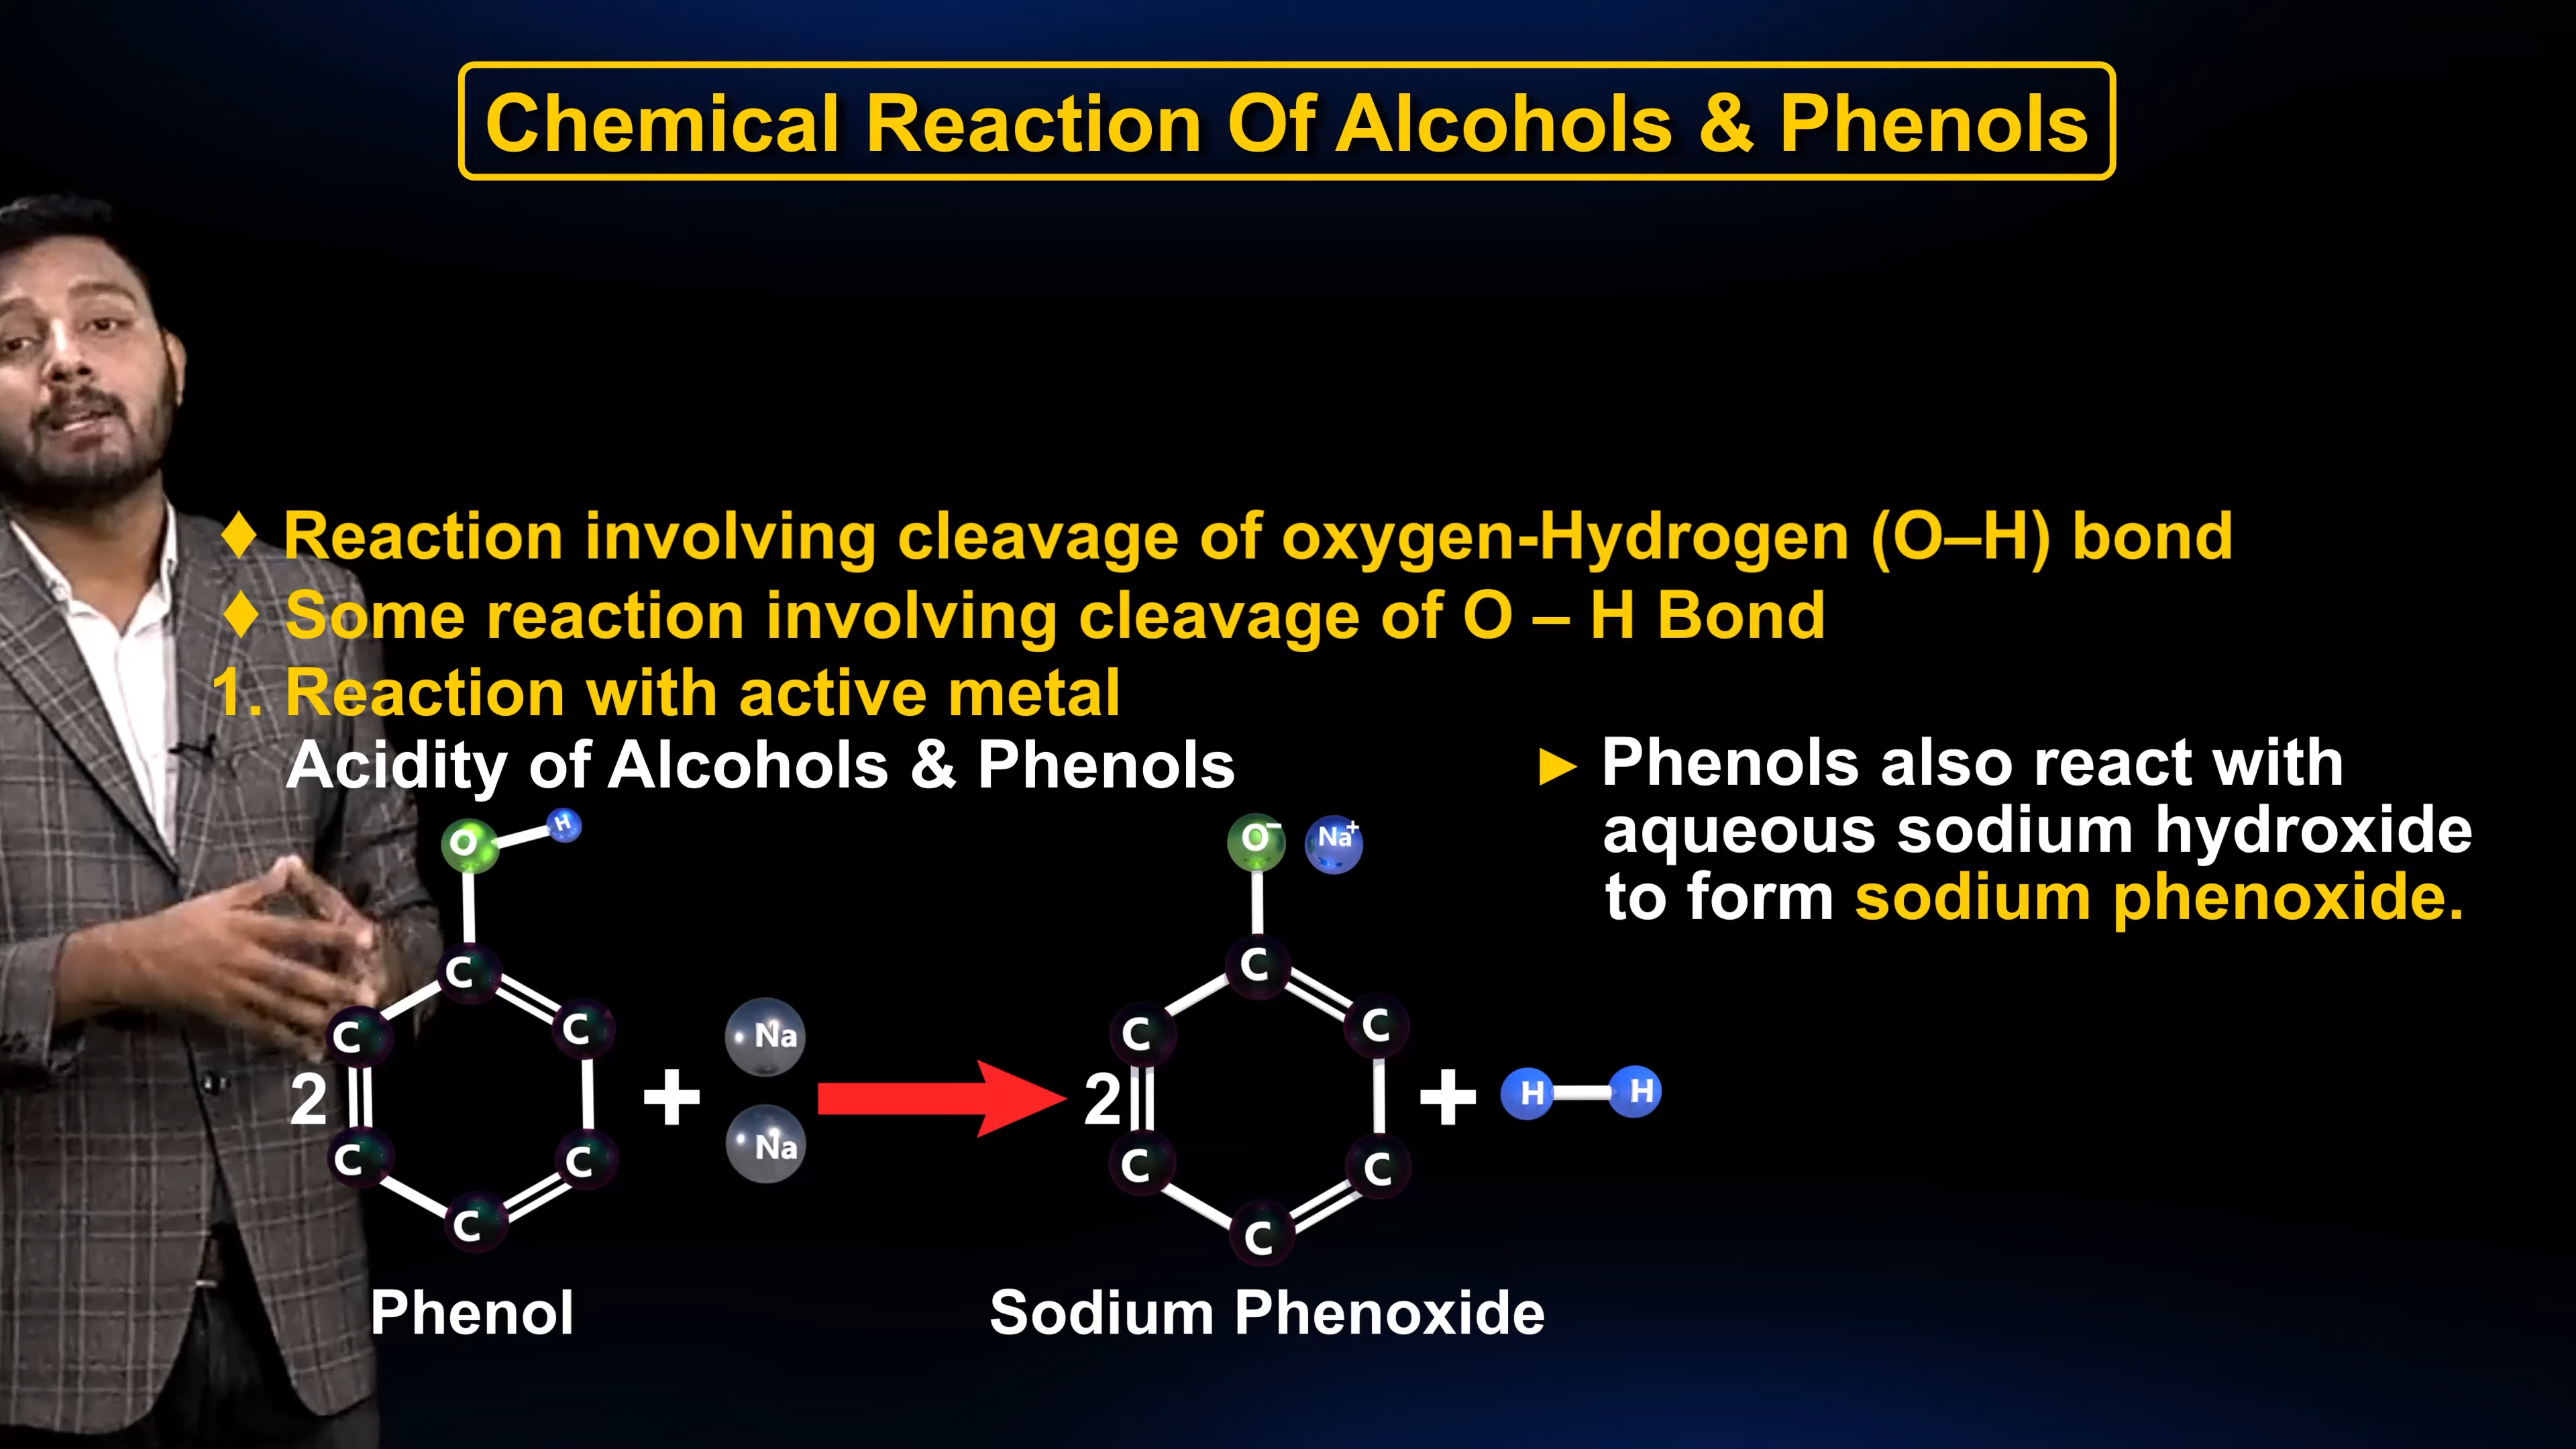 Chemical Reaction Of Alcohols & Phenols
♦ Reaction involving cleavage of oxygen-Hydrogen (O–H) bond
♦ Some reaction involving cleavage of O – H Bond
1. Reaction with active metal
Acidity of Alcohols & Phenols
► Phenols also react with
aqueous sodium hydroxide
to form sodium phenoxide.
O H
C
C C
2
C C
C
+
Na
Na
O⁻ Na⁺
C
C C
2
C C
C
+
H H
Phenol
Sodium Phenoxide